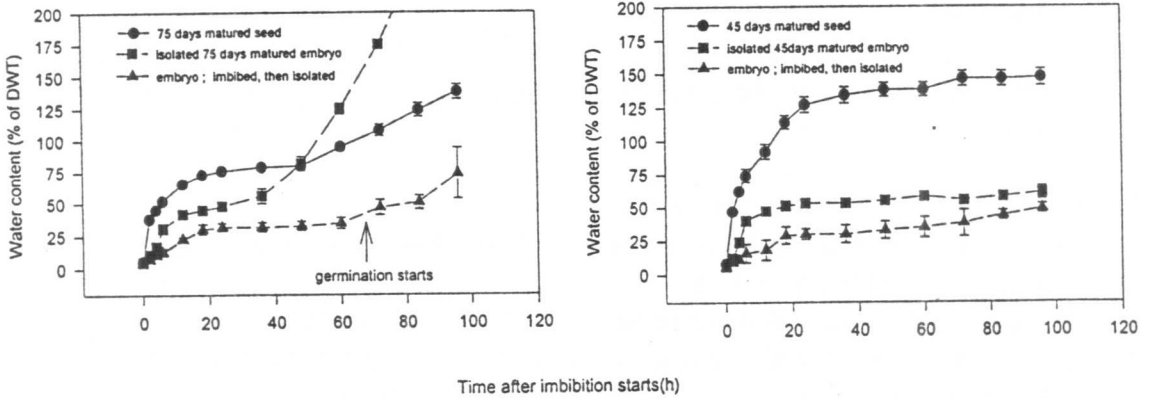 200
175
150
125
100
75
50
25
0
Water content (% of DWT)
75 days matured seed
isolated 75 days matured embryo
embryo ; imbibed, then isolated
germination starts
0 20 40 60 80 100 120
200
175
150
125
100
75
50
25
0
Water content (% of DWT)
45 days matured seed
isolated 45days matured embryo
embryo ; imbibed, then isolated
0 20 40 60 80 100 120
Time after imbibition starts(h)